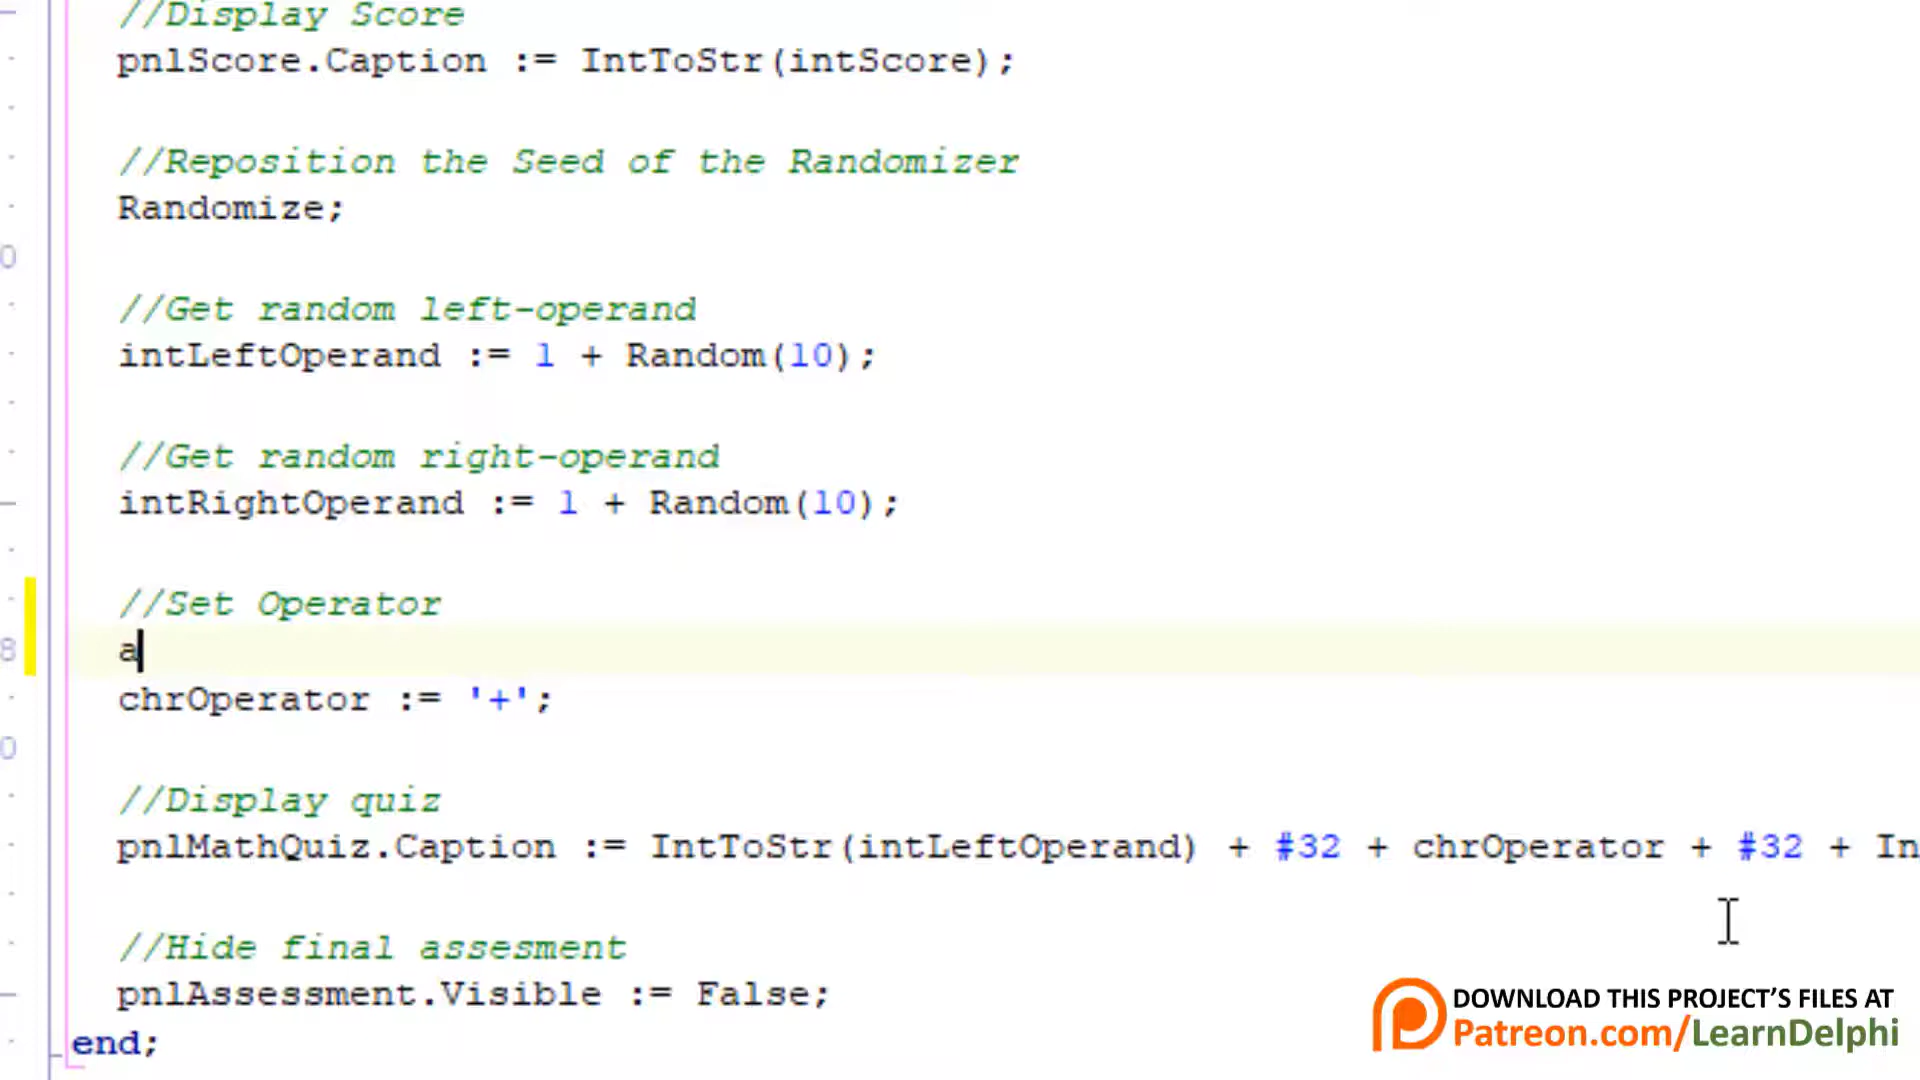 //Display Score
pnlScore.Caption := IntToStr(intScore);
//Reposition the Seed of the Randomizer
Randomize;
0
//Get random left-operand
intLeftOperand := 1 + Random(10);
//Get random right-operand
intRightOperand := 1 + Random(10);
//Set Operator
8 a
chrOperator := '+';
0
//Display quiz
pnlMathQuiz.Caption := IntToStr(intLeftOperand) + #32 + chrOperator + #32 + In
//Hide final assesment
pnlAssessment.Visible := False;
end;
DOWNLOAD THIS PROJECT'S FILES AT
Patreon.com/LearnDelphi